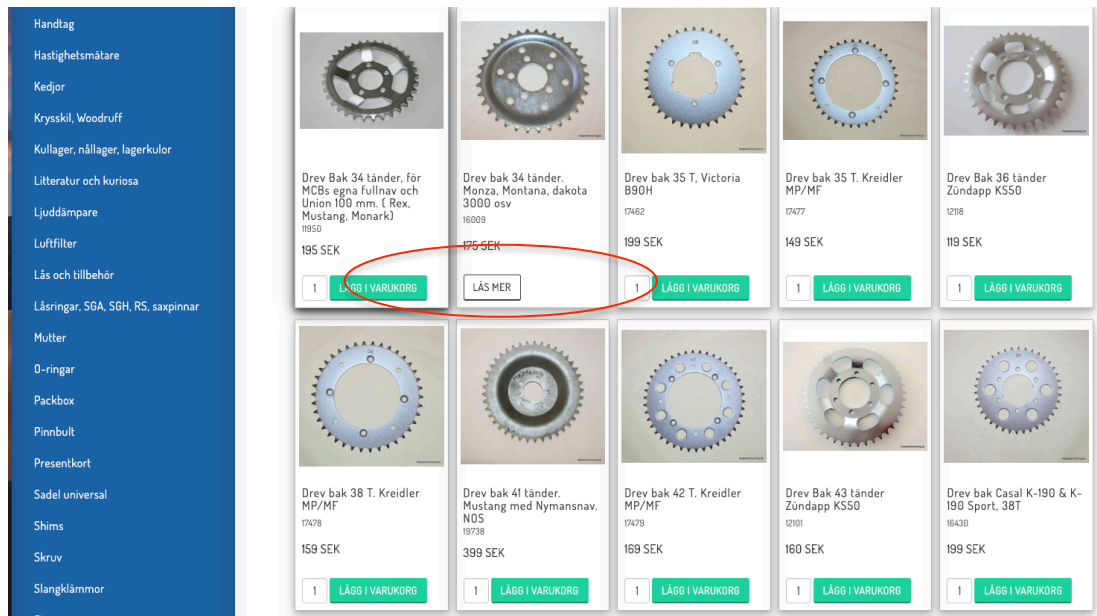 Handtag
Hastighetsmätare
Kedjor
Krysskil, Woodruff
Kullager, nållager, lagerkulor
Litteratur och kuriosa
Ljuddämpare
Luftfilter
Lås och tillbehör
Låsringar, SGA, SGH, RS, saxpinnar
Mutter
O-ringar
Packbox
Pinnbult
Presentkort
Sadel universal
Shims
Skruv
Slangklämmor
Drev Bak 34 tänder, för
MCBs egna fullnav och
Union 100 mm. ( Rex,
Mustang, Monark)
11950
195 SEK
1 LÄGG I VARUKORG
Drev bak 34 tänder.
Monza, Montana, dakota
3000 osv
16009
175 SEK
LÄS MER
Drev bak 35 T, Victoria
B90H
17462
199 SEK
1 LÄGG I VARUKORG
Drev bak 35 T. Kreidler
MP/MF
17477
149 SEK
1 LÄGG I VARUKORG
Drev Bak 36 tänder
Zündapp KS50
12118
119 SEK
1 LÄGG I VARUKORG
Drev bak 38 T. Kreidler
MP/MF
17478
159 SEK
1 LÄGG I VARUKORG
Drev bak 41 tänder.
Mustang med Nymansnav.
NOS
19738
399 SEK
1 LÄGG I VARUKORG
Drev bak 42 T. Kreidler
MP/MF
17479
169 SEK
1 LÄGG I VARUKORG
Drev Bak 43 tänder
Zündapp KS50
12101
160 SEK
1 LÄGG I VARUKORG
Drev bak Casal K-190 & K-
190 Sport, 38T
16430
199 SEK
1 LÄGG I VARUKORG